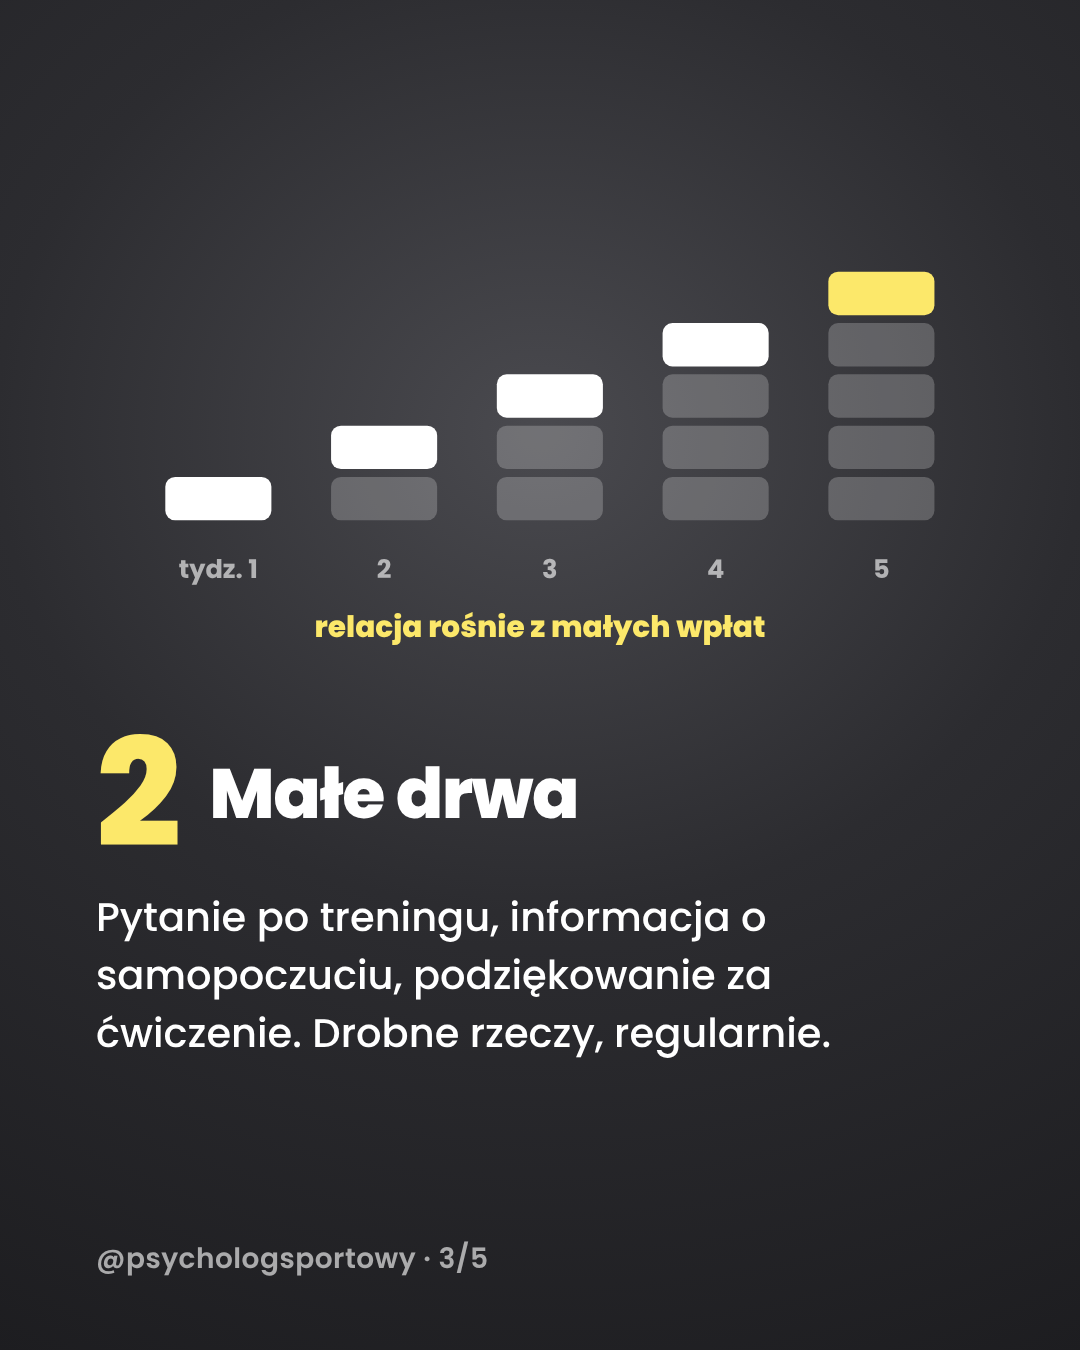 tydz. 1 2 3 4 5
relacja rośnie z małych wpłat
2 Małe drwa
Pytanie po treningu, informacja o
samopoczuciu, podziękowanie za
ćwiczenie. Drobne rzeczy, regularnie.
@psychologsportowy · 3/5